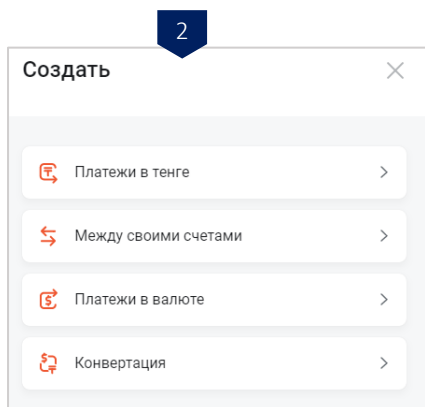 2
Создать
Платежи в тенге
Между своими счетами
Платежи в валюте
Конвертация